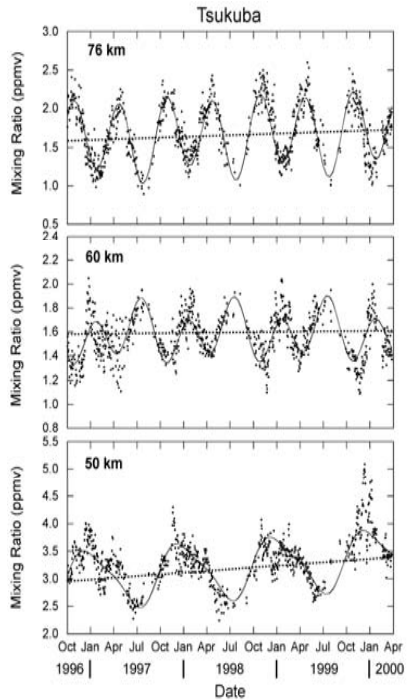 Tsukuba
76 km
3.0
2.5
2.0
1.5
1.0
0.5
Mixing Ratio (ppmv)
60 km
2.4
2.2
2.0
1.8
1.6
1.4
1.2
1.0
0.8
Mixing Ratio (ppmv)
50 km
5.5
5.0
4.5
4.0
3.5
3.0
2.5
2.0
Mixing Ratio (ppmv)
Oct Jan Apr Jul Oct Jan Apr Jul Oct Jan Apr Jul Oct Jan Apr
1996 1997 1998 1999 2000
Date